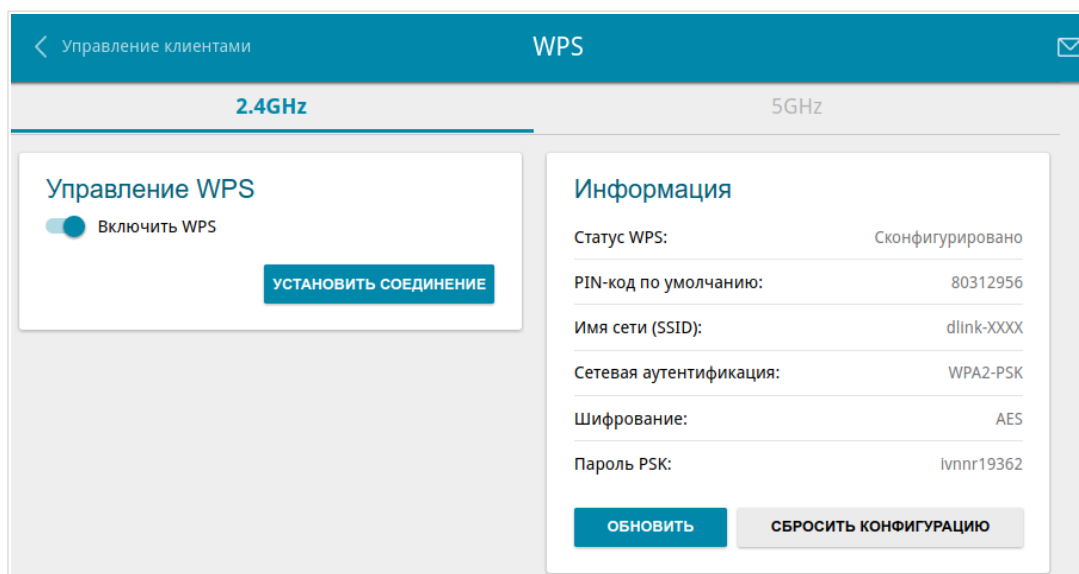 Управление клиентами
WPS
2.4GHz
5GHz
Управление WPS
Включить WPS
УСТАНОВИТЬ СОЕДИНЕНИЕ
Информация
Статус WPS: Сконфигурировано
PIN-код по умолчанию: 80312956
Имя сети (SSID): dlink-XXXX
Сетевая аутентификация: WPA2-PSK
Шифрование: AES
Пароль PSK: ivnnr19362
ОБНОВИТЬ
СБРОСИТЬ КОНФИГУРАЦИЮ